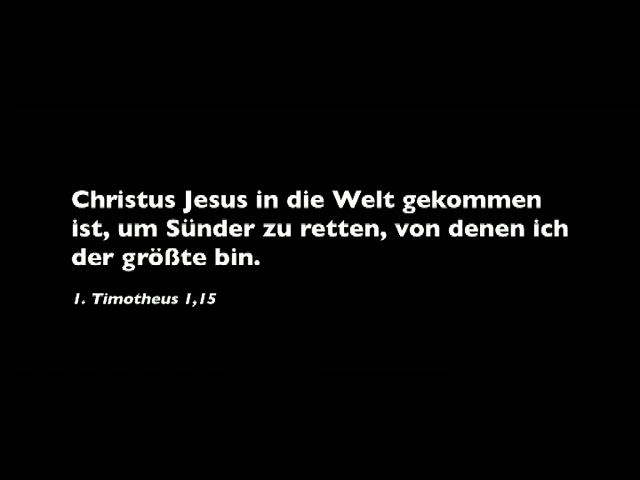 Christus Jesus in die Welt gekommen
ist, um Sünder zu retten, von denen ich
der größte bin.
1. Timotheus 1,15